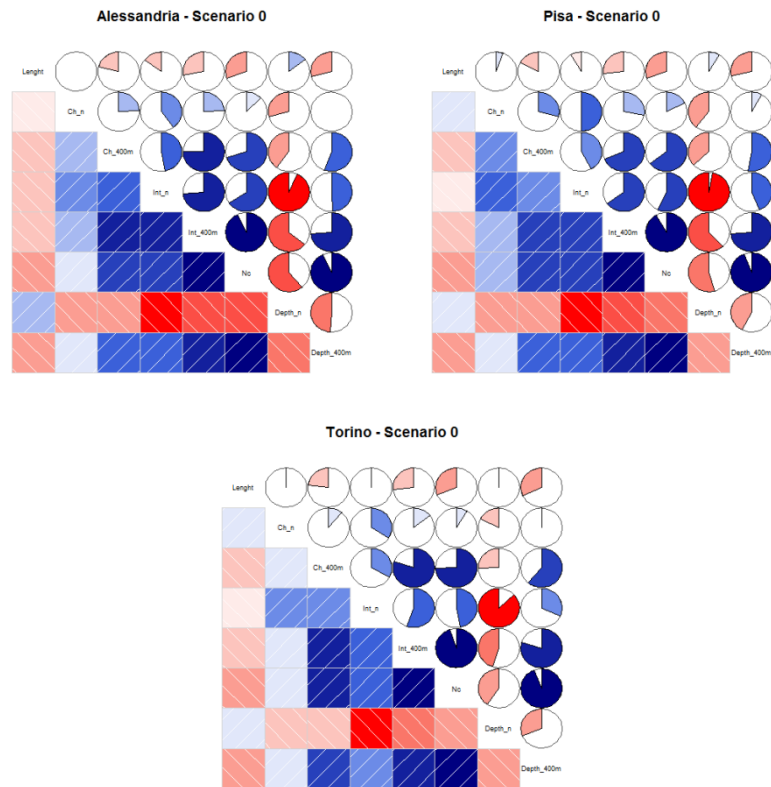 Alessandria - Scenario 0
Lenght
Ch_n
Ch_400m
Int_n
Int_400m
No
Depth_n
Depth_400m
Pisa - Scenario 0
Lenght
Ch_n
Ch_400m
Int_n
Int_400m
No
Depth_n
Depth_400m
Torino - Scenario 0
Lenght
Ch_n
Ch_400m
Int_n
Int_400m
No
Depth_n
Depth_400m